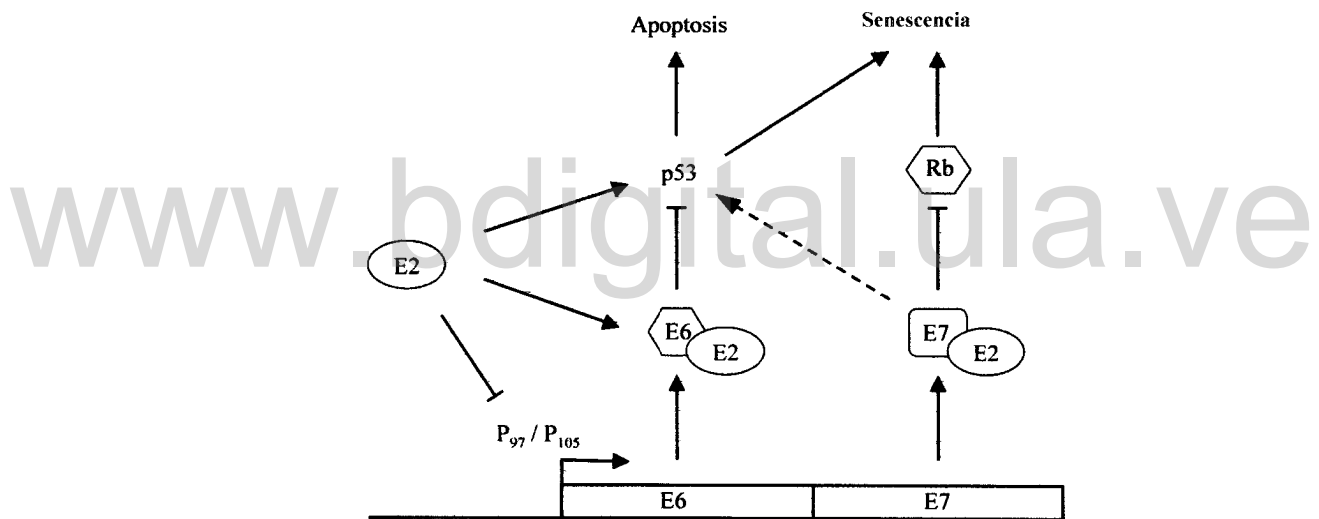 Apoptosis
Senescencia
p53
Rb
www.bdigital.ula.ve
E2
E6
E2
E7
E2
P97 / P105
E6
E7